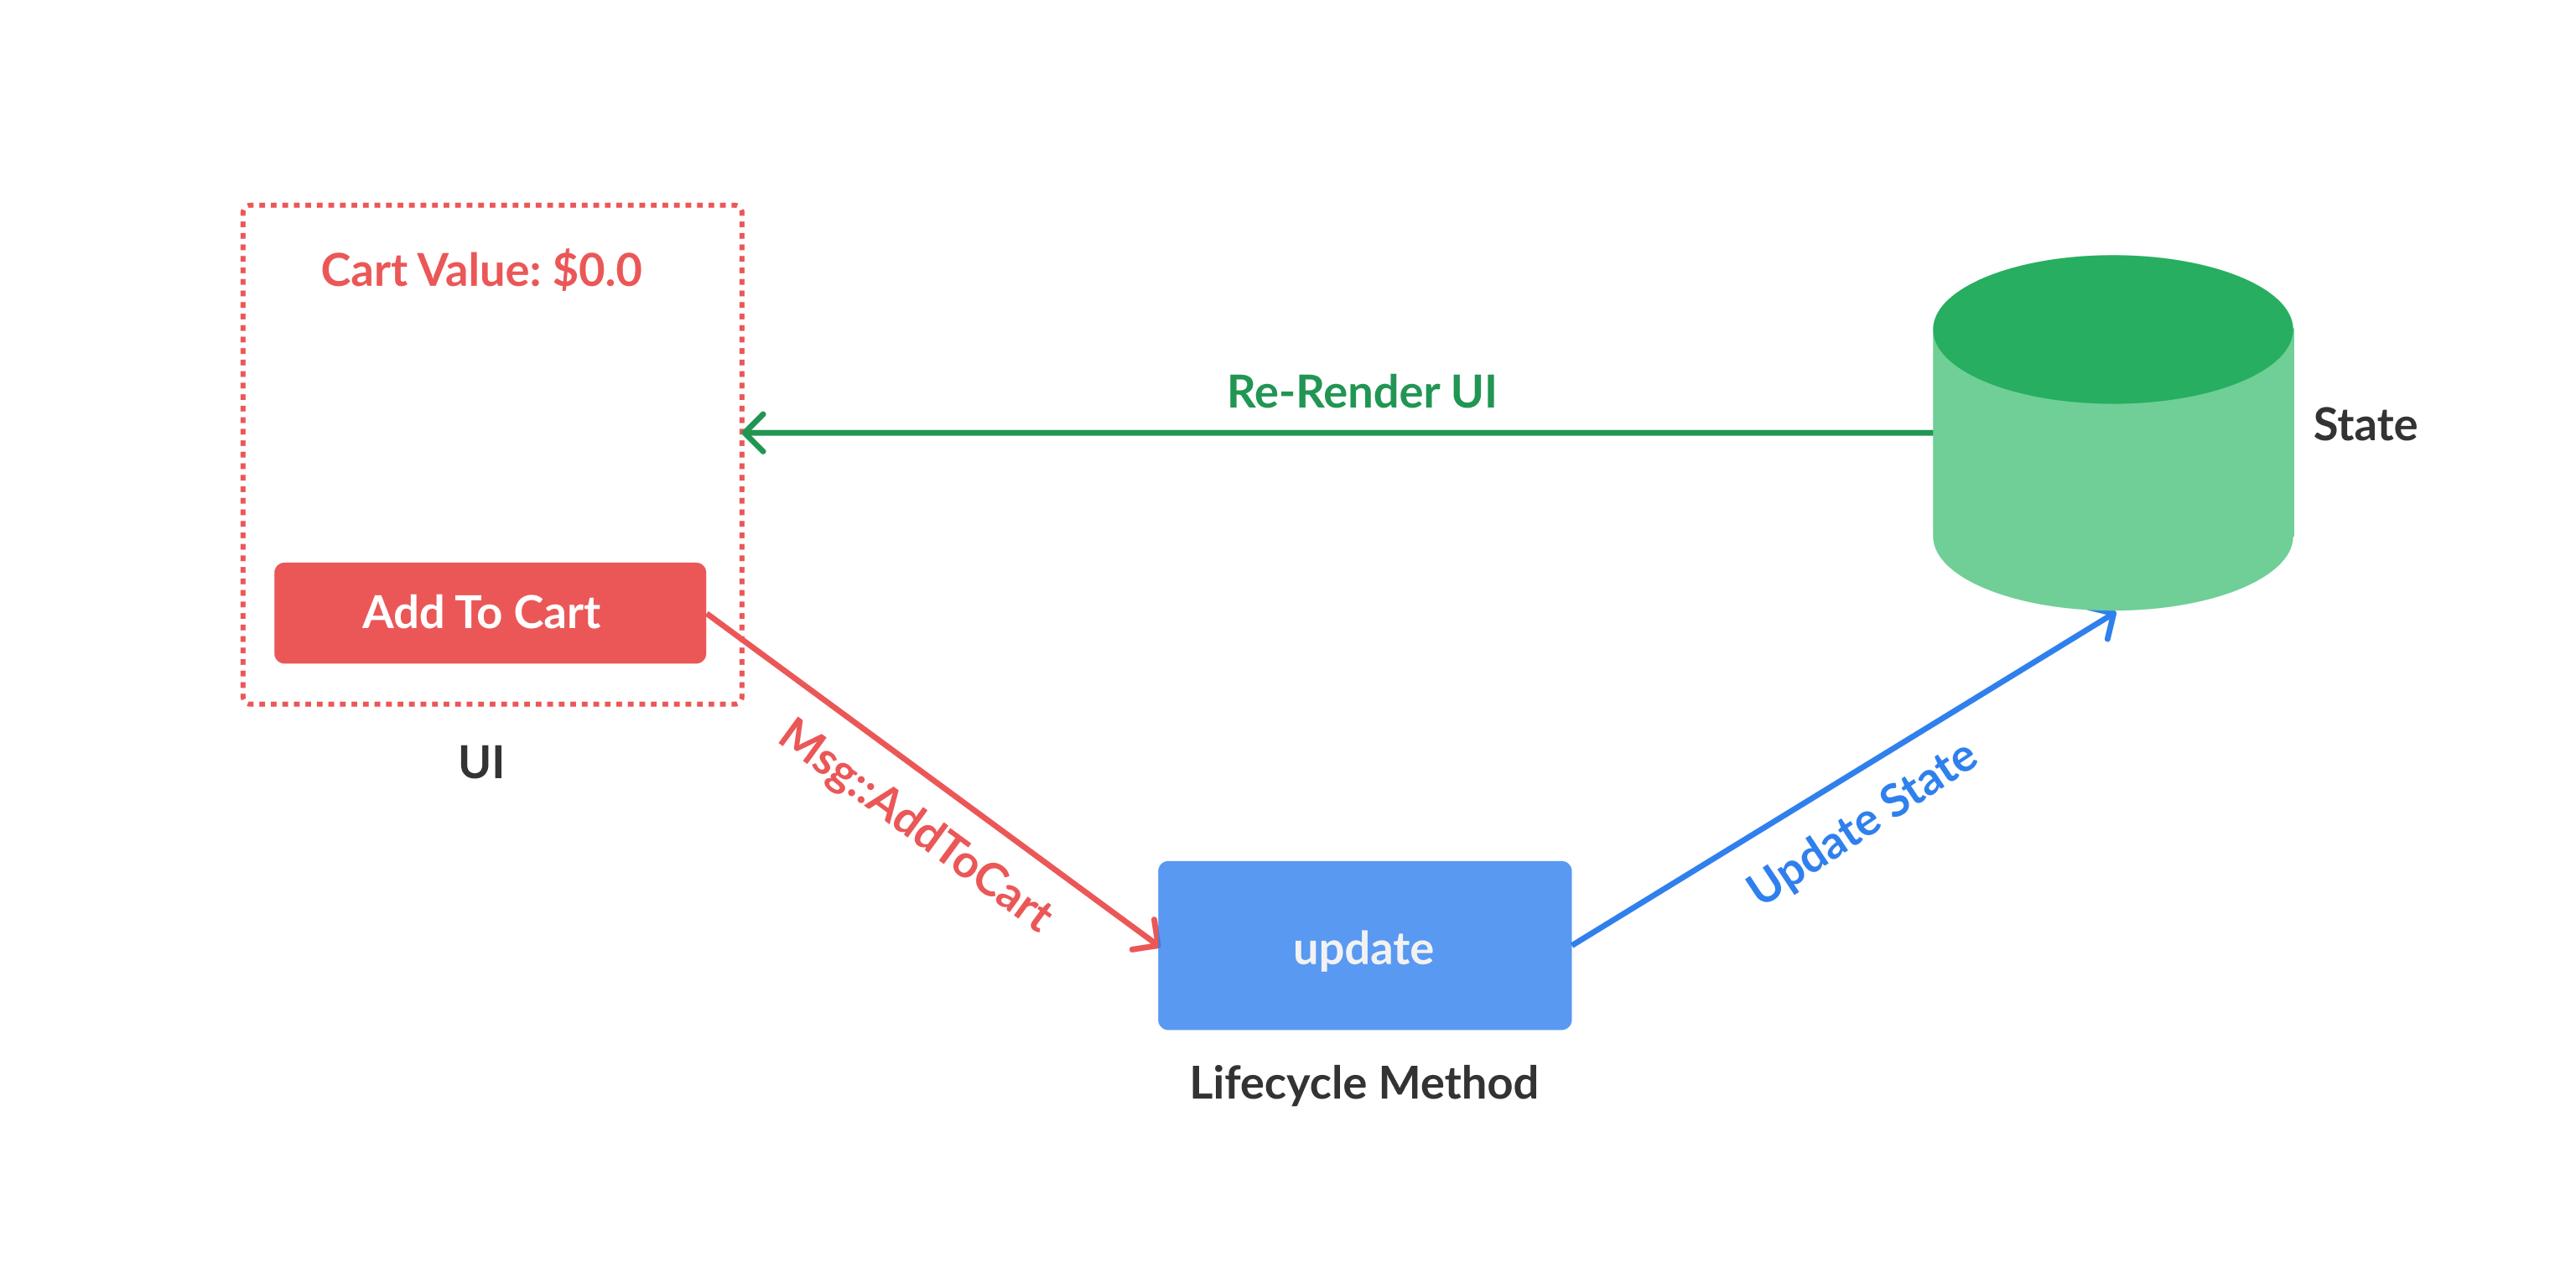 Cart Value: $0.0
Re-Render UI
State
Add To Cart
UI
Msg::AddToCart
Update State
update
Lifecycle Method